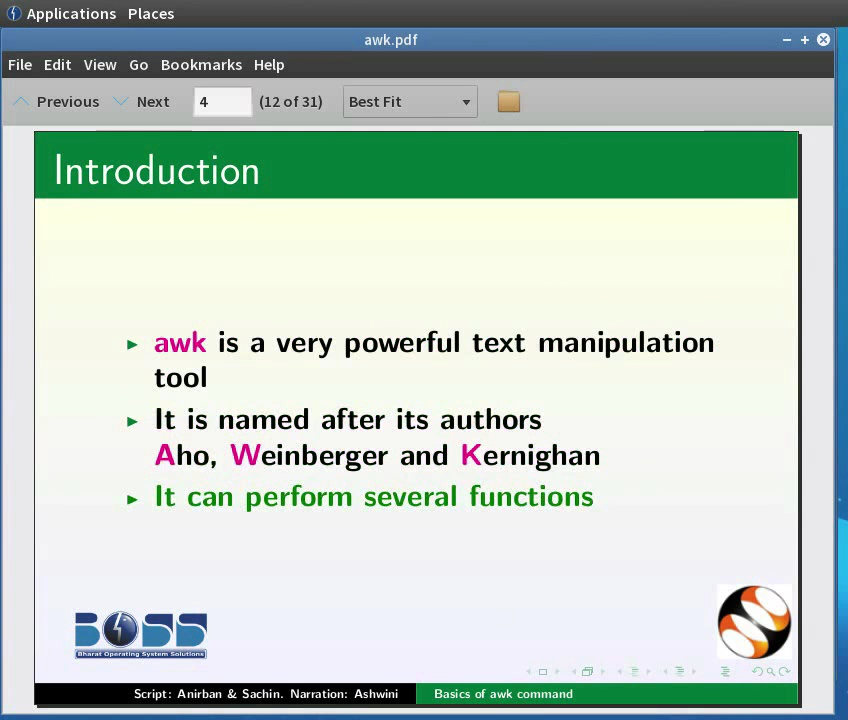 Applications Places
awk.pdf
File Edit View Go Bookmarks Help
Previous Next 4 (12 of 31) Best Fit
Introduction
awk is a very powerful text manipulation
tool
It is named after its authors
Aho, Weinberger and Kernighan
It can perform several functions
BOSS
Bharat Operating System Solutions
Script: Anirban & Sachin. Narration: Ashwini Basics of awk command